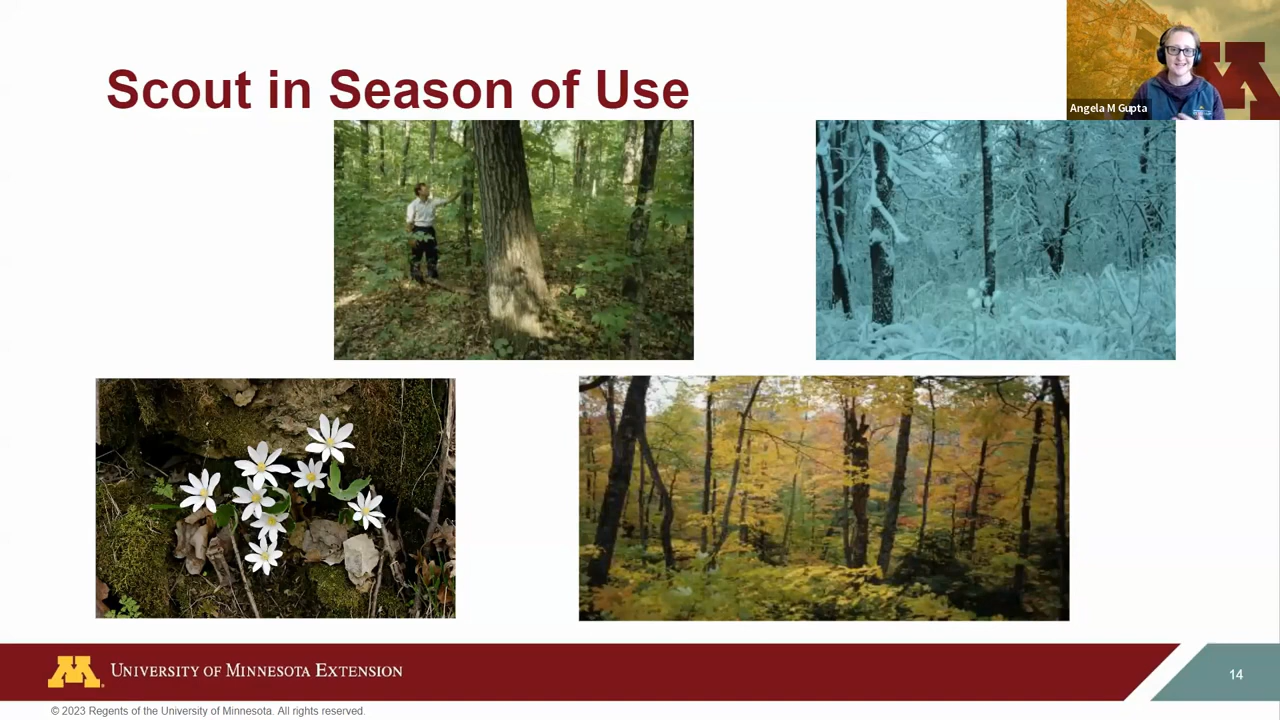 Scout in Season of Use
Angela M Gupta
UNIVERSITY OF MINNESOTA EXTENSION
14
© 2023 Regents of the University of Minnesota. All rights reserved.